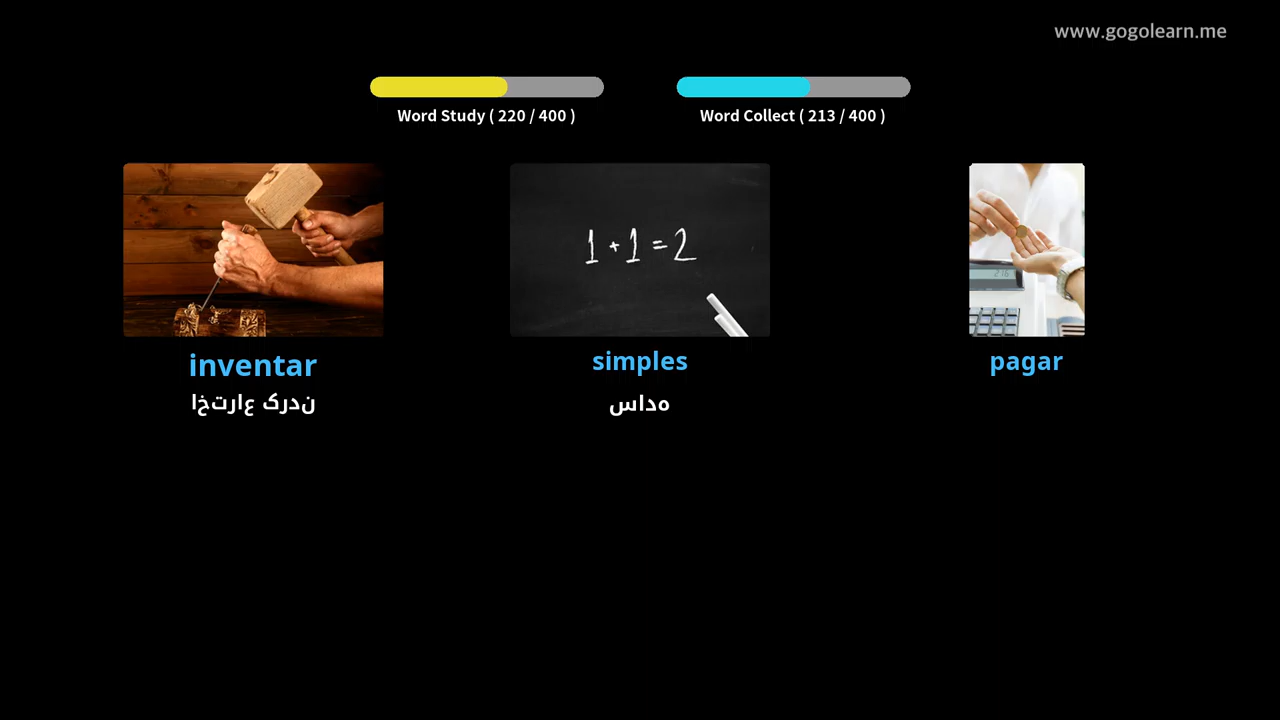 www.gogolearn.me
Word Study ( 220 / 400 )
Word Collect ( 213 / 400 )
1 + 1 = 2
inventar
اختراع کردن
simples
ساده
pagar